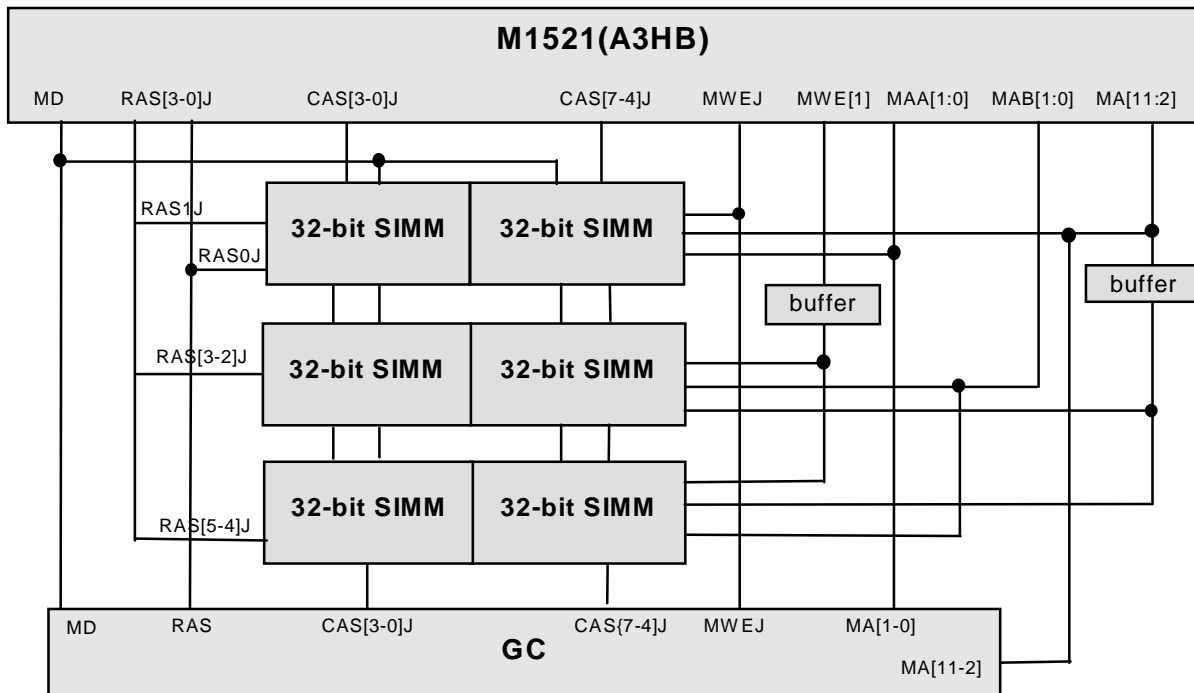 M1521(A3HB)
MD RAS[3-0]J CAS[3-0]J CAS[7-4]J MWEJ MWE[1] MAA[1:0] MAB[1:0] MA[11:2]
RAS1J
32-bit SIMM 32-bit SIMM
RAS0J
buffer
buffer
RAS[3-2]J
32-bit SIMM 32-bit SIMM
32-bit SIMM 32-bit SIMM
RAS[5-4]J
MD RAS CAS[3-0]J CAS{7-4]J MWEJ MA[1-0]
GC
MA[11-2]